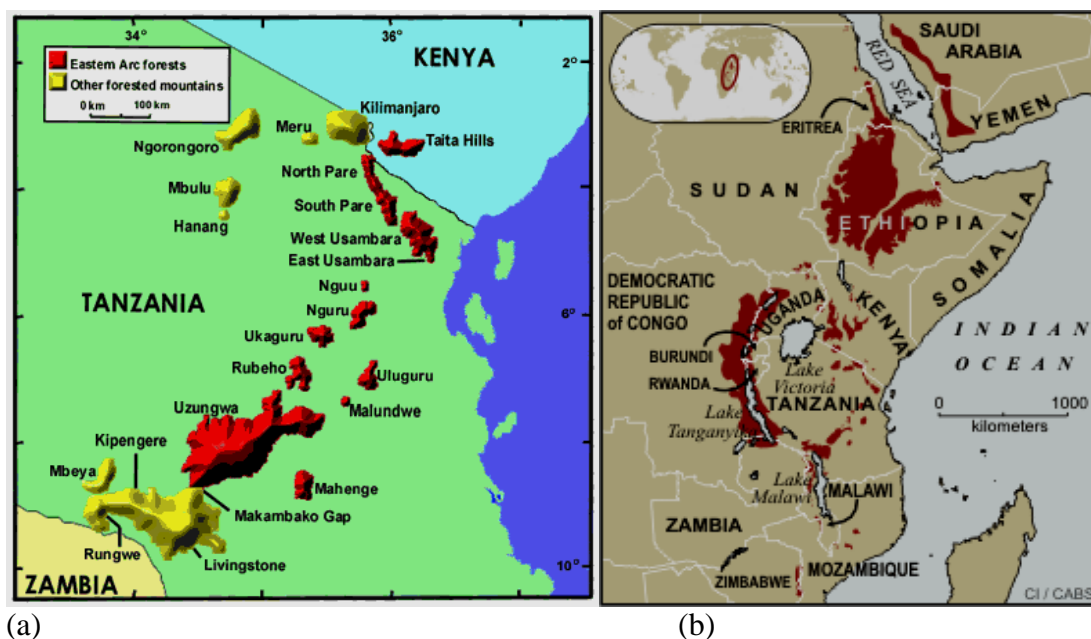 34°
36°
KENYA
2°
Eastern Arc forests
Other forested mountains
0 km 100 km
Kilimanjaro
Meru
Taita Hills
Ngorongoro
North Pare
Mbulu
South Pare
Hanang
West Usambara
East Usambara
TANZANIA
Nguu
Nguru
6°
Ukaguru
Rubeho
Uluguru
Uzungwa
Malundwe
Kipengere
Mbeya
Mahenge
Makambako Gap
Rungwe
Livingstone
10°
ZAMBIA
(a)
SAUDI
ARABIA
RED SEA
YEMEN
ERITREA
SUDAN
ETHIOPIA
SOMALIA
DEMOCRATIC
REPUBLIC
of CONGO
UGANDA
KENYA
INDIAN
OCEAN
BURUNDI
RWANDA
Lake
Victoria
TANZANIA
0 1000
kilometers
Lake
Tanganyi
Lake
Malawi
MALAWI
ZAMBIA
ZIMBABWE
MOZAMBIQUE
CI / CABS
(b)